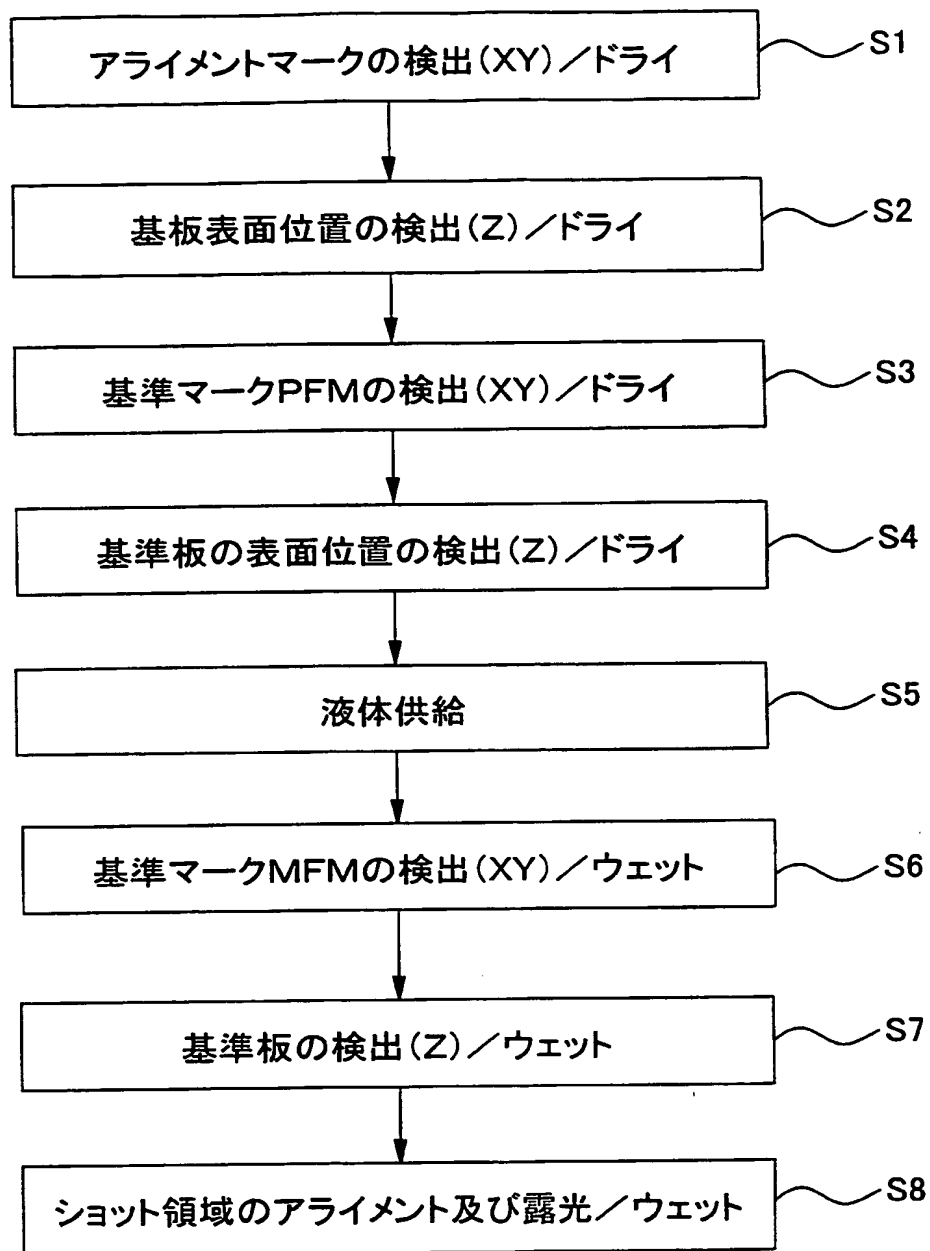 アライメントマークの検出(XY)／ドライ
S1
基板表面位置の検出(Z)／ドライ
S2
基準マークPFMの検出(XY)／ドライ
S3
基準板の表面位置の検出(Z)／ドライ
S4
液体供給
S5
基準マークMFMの検出(XY)／ウェット
S6
基準板の検出(Z)／ウェット
S7
ショット領域のアライメント及び露光／ウェット
S8